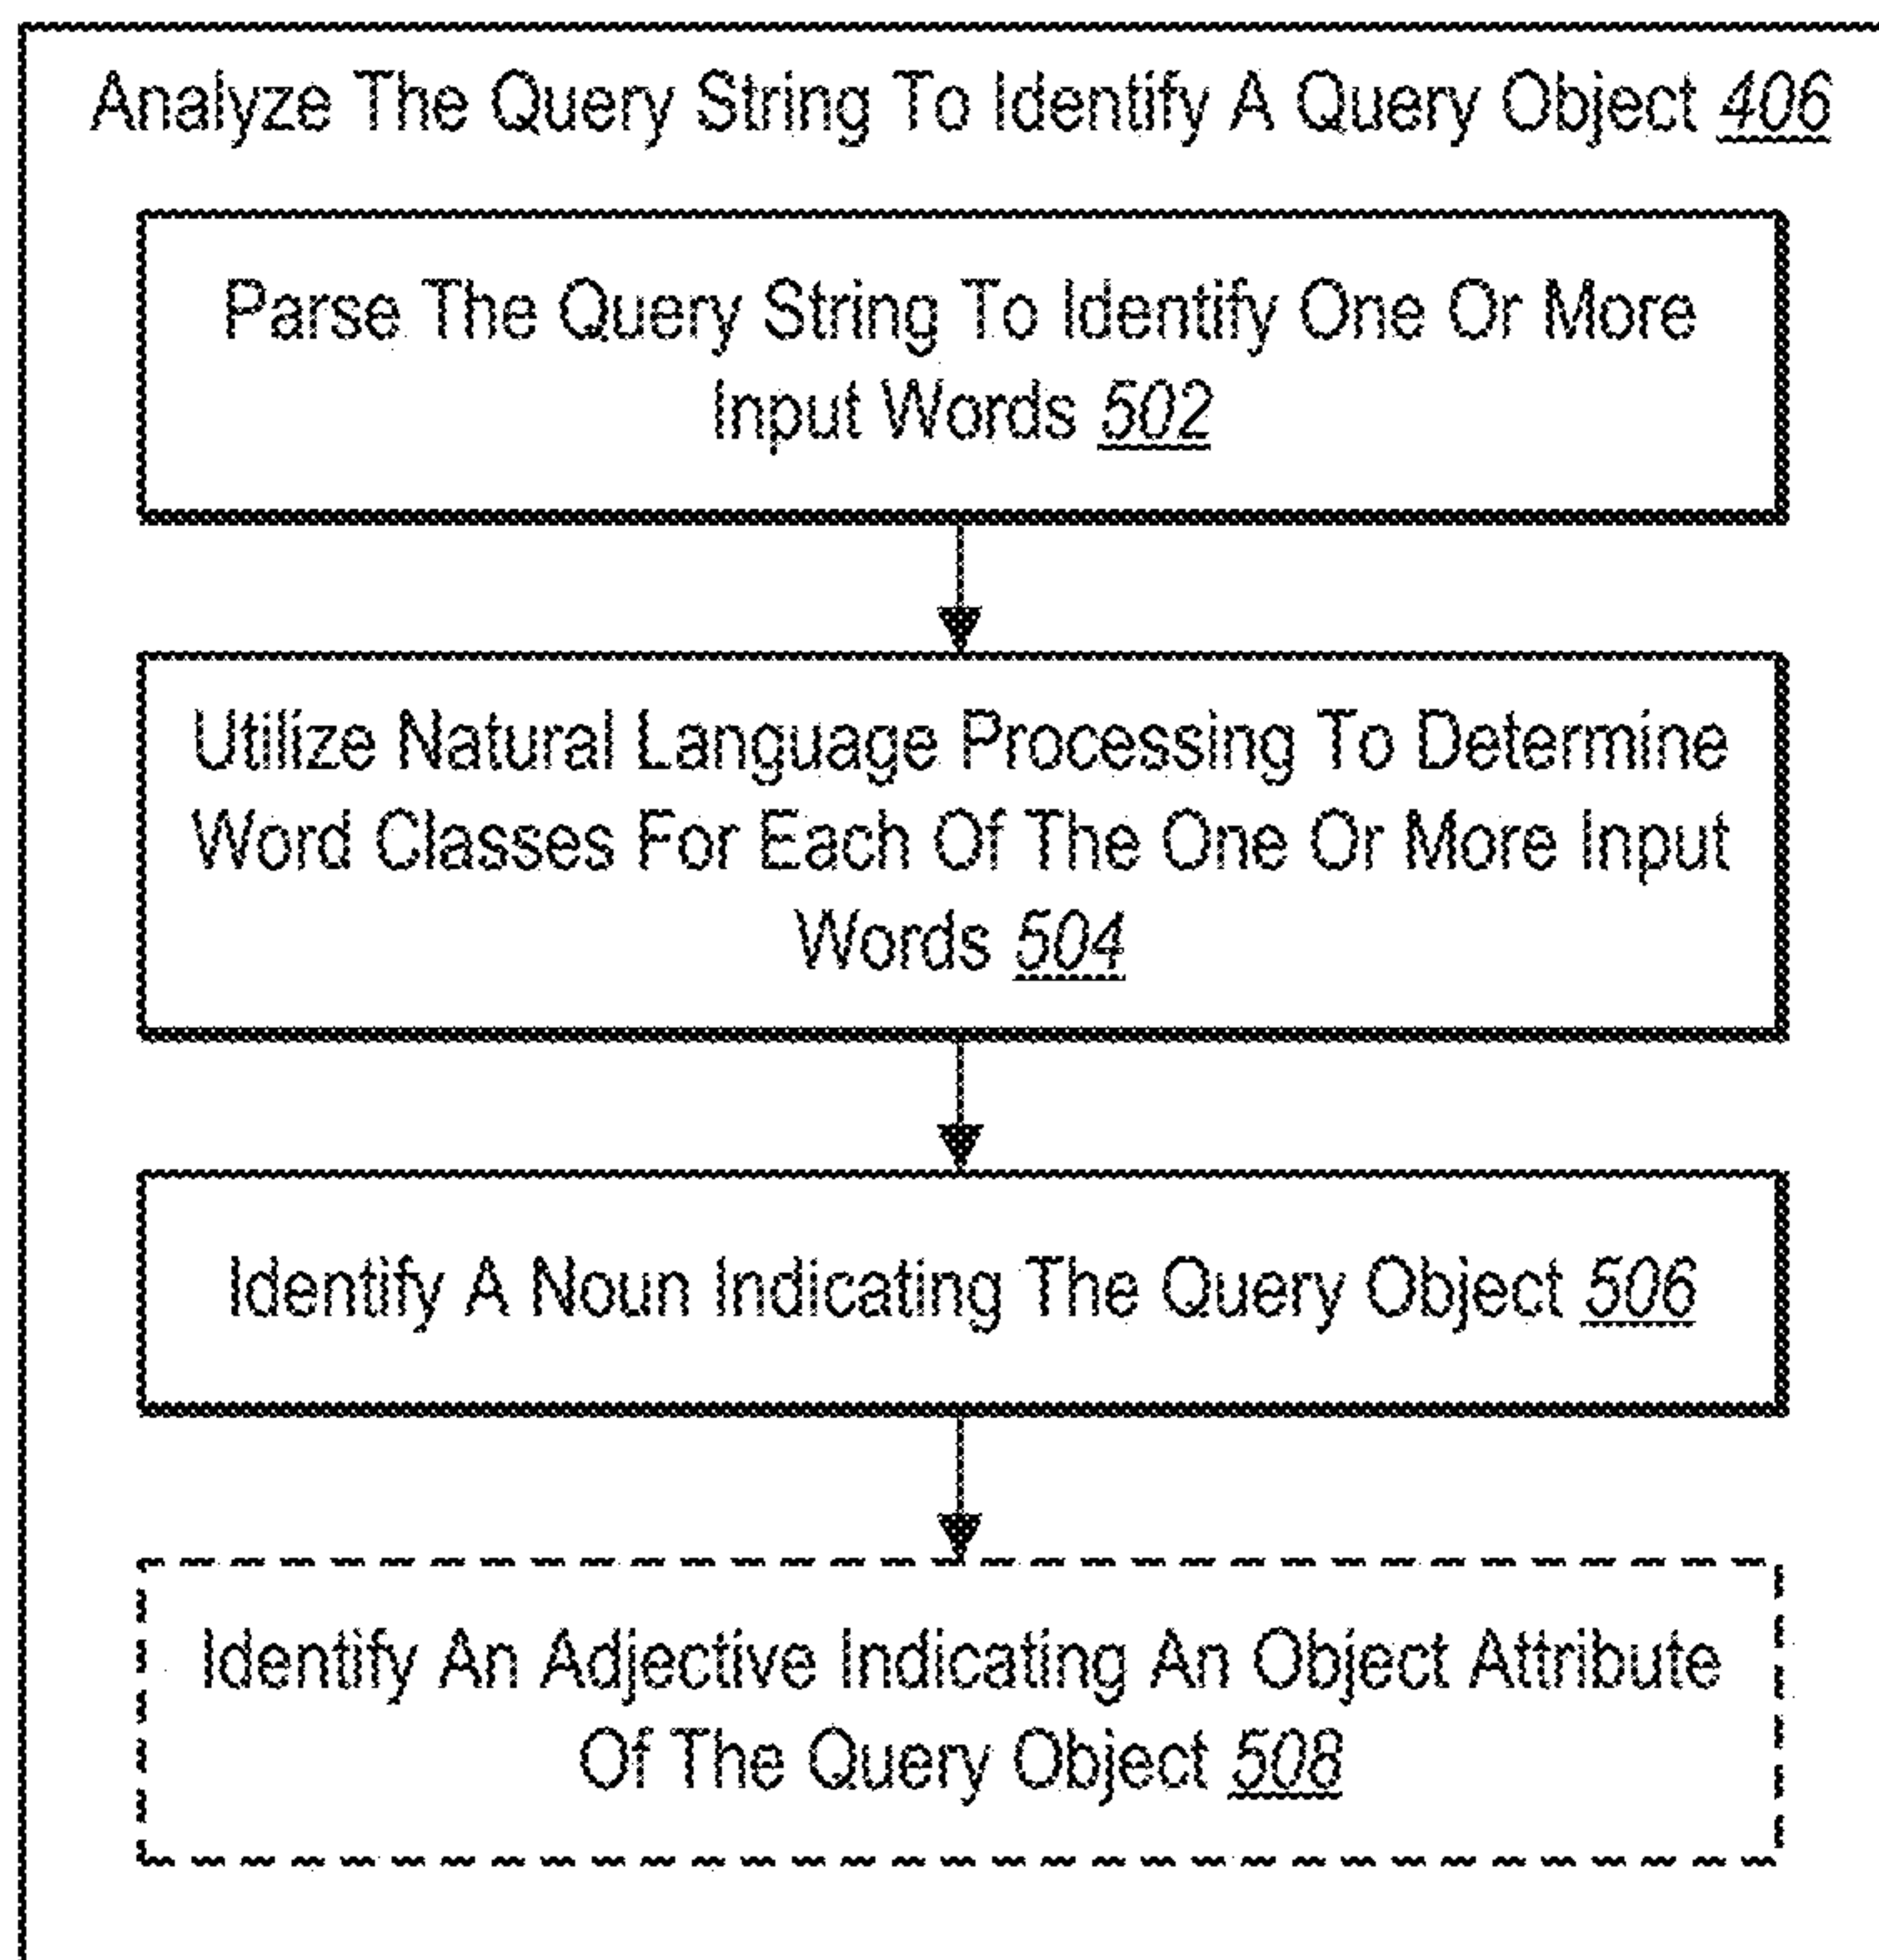 Analyze The Query String To Identify A Query Object 406
Parse The Query String To Identify One Or More
Input Words 502
Utilize Natural Language Processing To Determine
Word Classes For Each Of The One Or More Input
Words 504
Identify A Noun Indicating The Query Object 506
Identify An Adjective Indicating An Object Attribute
Of The Query Object 508